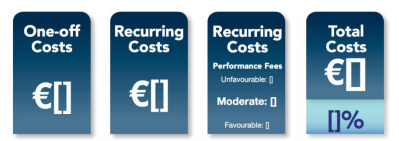 One-off
Costs
€[]
Recurring
Costs
€[]
Recurring
Costs
Performance Fees
Unfavourable: []
Moderate: []
Favourable: []
Total
Costs
€[]
[]%